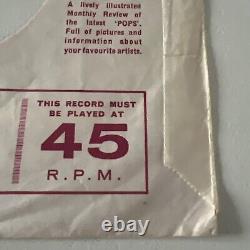 A lively illustrated
Monthly Review of
the latest 'POPS'.
Full of pictures and
information about
your favourite artists.
THIS RECORD MUST
BE PLAYED AT
45
R.P.M.